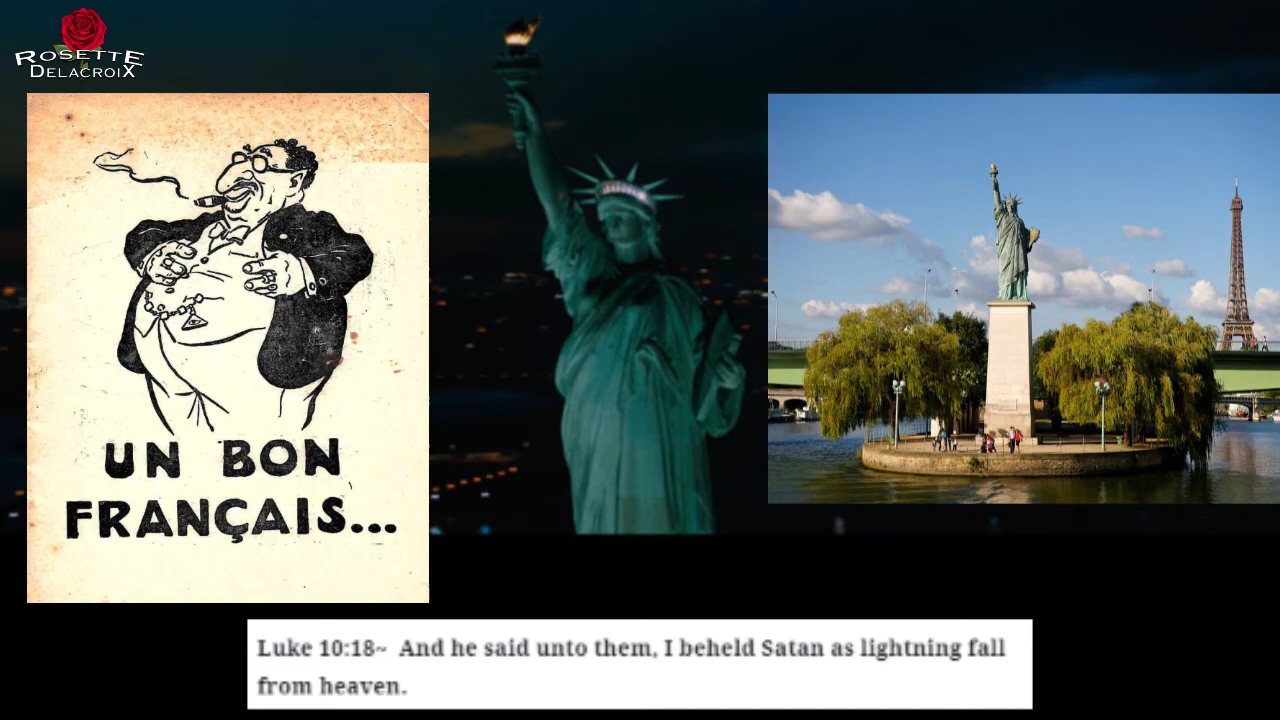 ROSETTE
DELACROIX
UN BON
FRANÇAIS...
Luke 10:18~ And he said unto them, I beheld Satan as lightning fall
from heaven.